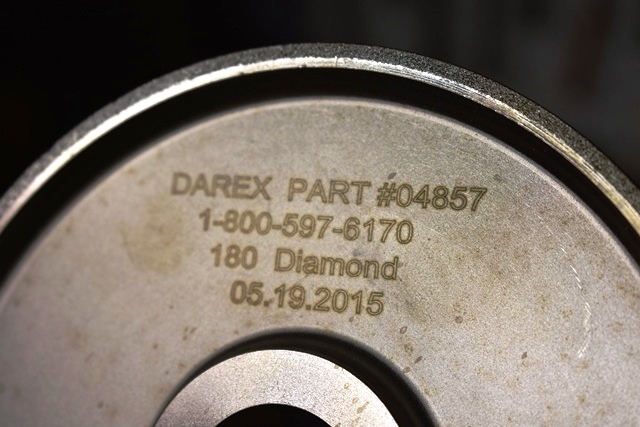 DAREX PART #04857
1-800-597-6170
180 Diamond
05.19.2015